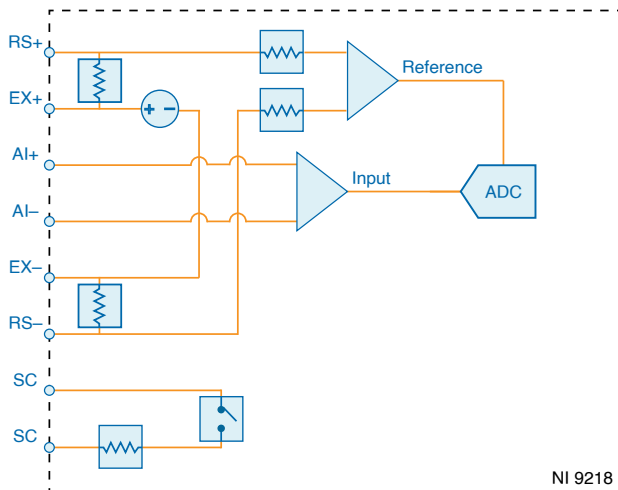 RS+
Reference
EX+
+ -
AI+
Input
ADC
AI–
EX–
RS–
SC
SC
NI 9218